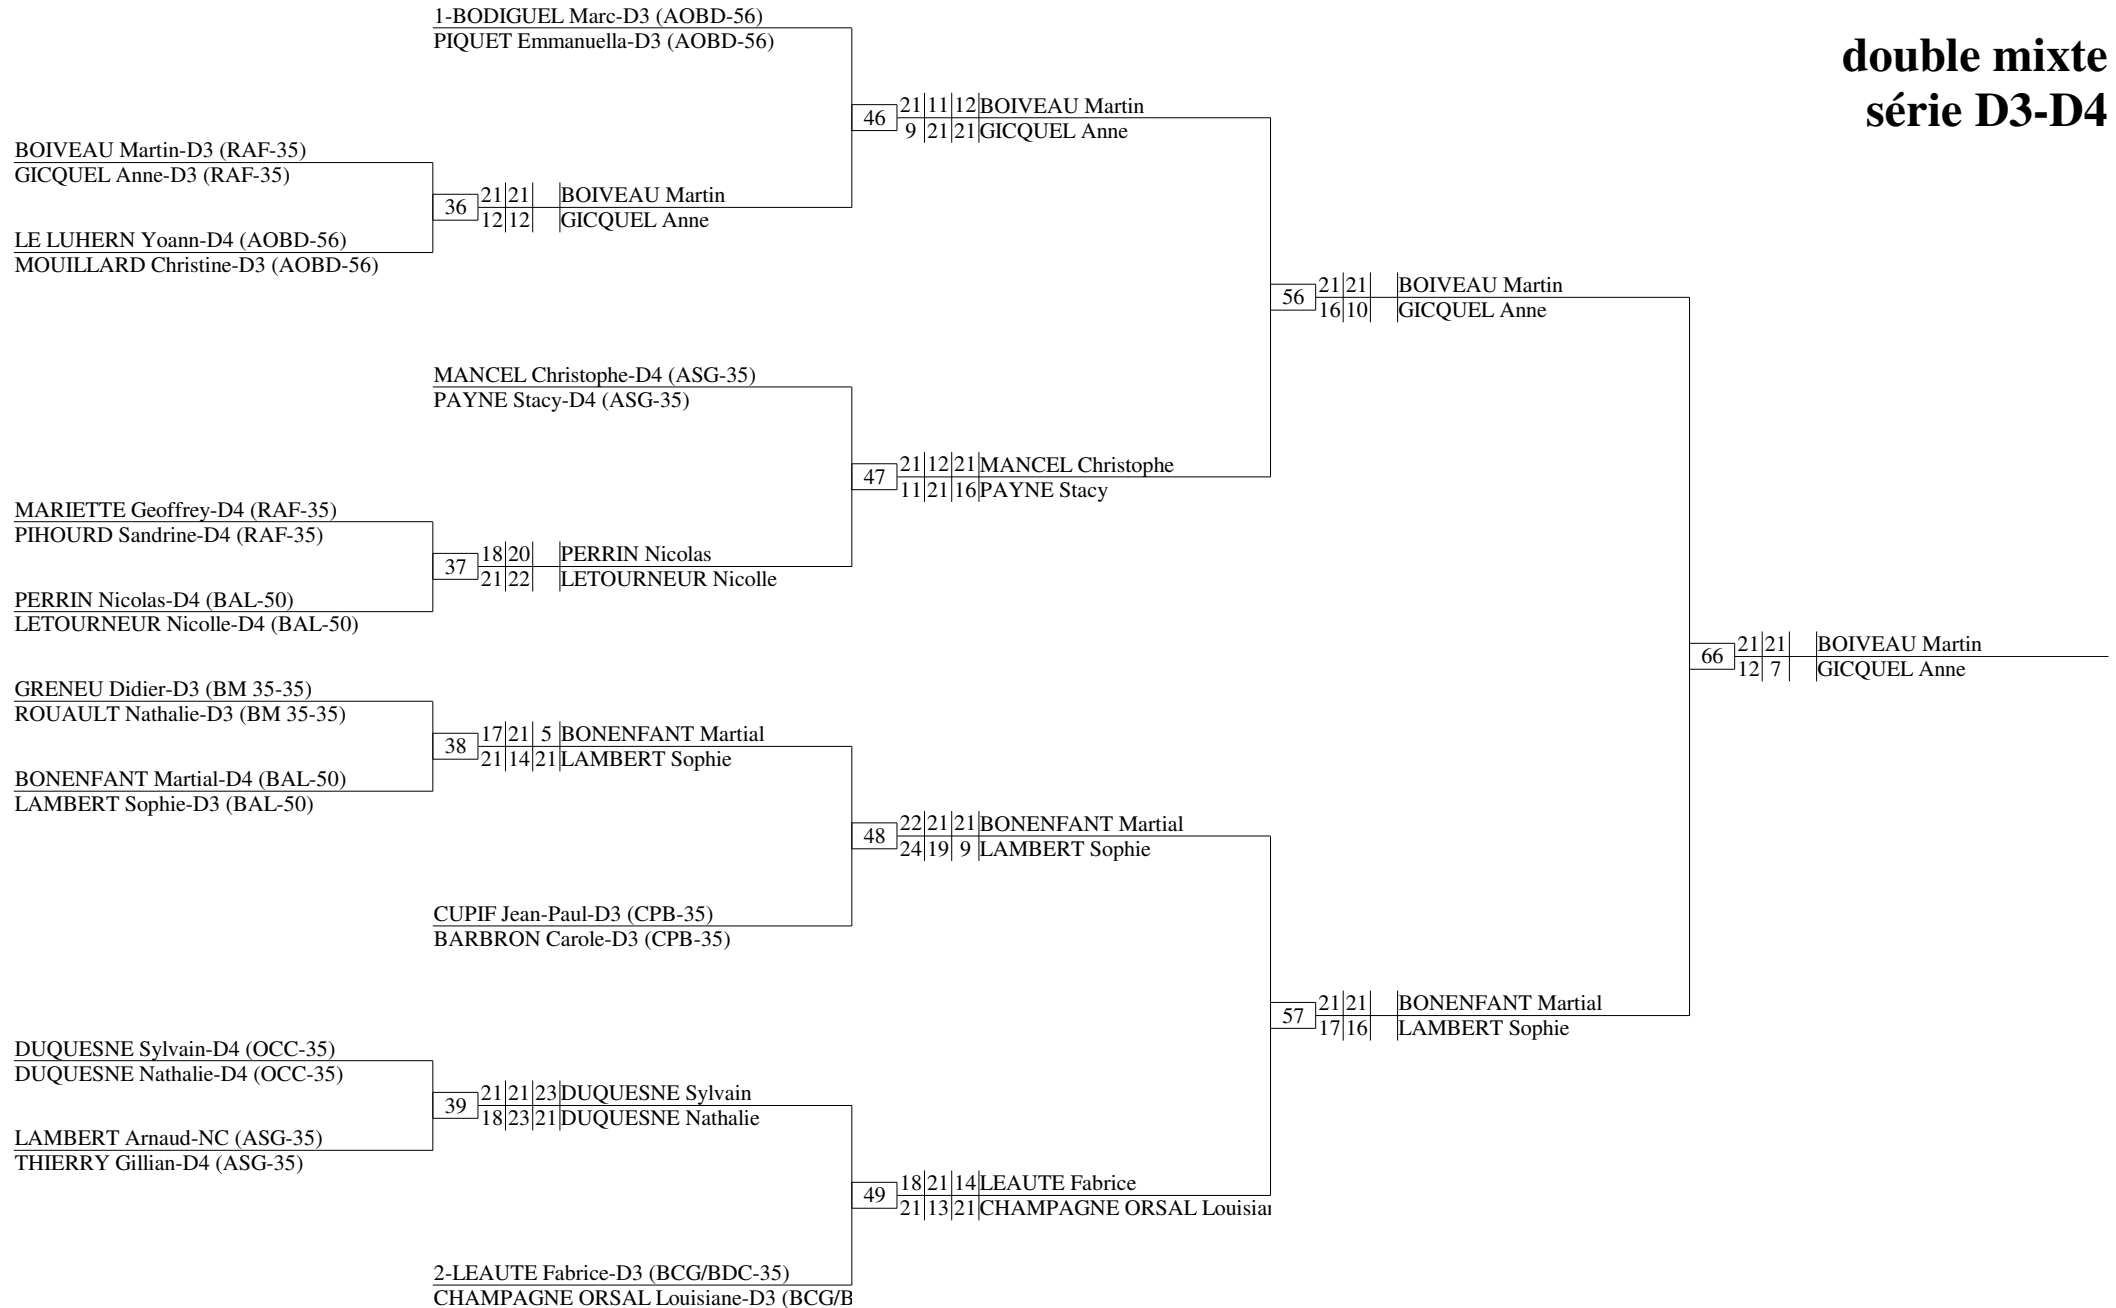 double mixte
série D3-D4
1-BODIGUEL Marc-D3 (AOBD-56)
PIQUET Emmanuella-D3 (AOBD-56)
46
21 11 12 BOIVEAU Martin
9 21 21 GICQUEL Anne
BOIVEAU Martin-D3 (RAF-35)
GICQUEL Anne-D3 (RAF-35)
36
21 21 BOIVEAU Martin
12 12 GICQUEL Anne
LE LUHERN Yoann-D4 (AOBD-56)
MOUILLARD Christine-D3 (AOBD-56)
56
21 21 BOIVEAU Martin
16 10 GICQUEL Anne
MANCEL Christophe-D4 (ASG-35)
PAYNE Stacy-D4 (ASG-35)
47
21 12 21 MANCEL Christophe
11 21 16 PAYNE Stacy
MARIETTE Geoffrey-D4 (RAF-35)
PIHOURD Sandrine-D4 (RAF-35)
37
18 20 PERRIN Nicolas
21 22 LETOURNEUR Nicolle
PERRIN Nicolas-D4 (BAL-50)
LETOURNEUR Nicolle-D4 (BAL-50)
66
21 21 BOIVEAU Martin
12 7 GICQUEL Anne
GRENEU Didier-D3 (BM 35-35)
ROUAULT Nathalie-D3 (BM 35-35)
38
17 21 5 BONENFANT Martial
21 14 21 LAMBERT Sophie
BONENFANT Martial-D4 (BAL-50)
LAMBERT Sophie-D3 (BAL-50)
48
22 21 21 BONENFANT Martial
24 19 9 LAMBERT Sophie
CUPIF Jean-Paul-D3 (CPB-35)
BARBRON Carole-D3 (CPB-35)
57
21 21 BONENFANT Martial
17 16 LAMBERT Sophie
DUQUESNE Sylvain-D4 (OCC-35)
DUQUESNE Nathalie-D4 (OCC-35)
39
21 21 23 DUQUESNE Sylvain
18 23 21 DUQUESNE Nathalie
LAMBERT Arnaud-NC (ASG-35)
THIERRY Gillian-D4 (ASG-35)
49
18 21 14 LEAUTE Fabrice
21 13 21 CHAMPAGNE ORSAL Louisian
2-LEAUTE Fabrice-D3 (BCG/BDC-35)
CHAMPAGNE ORSAL Louisiane-D3 (BCG/B